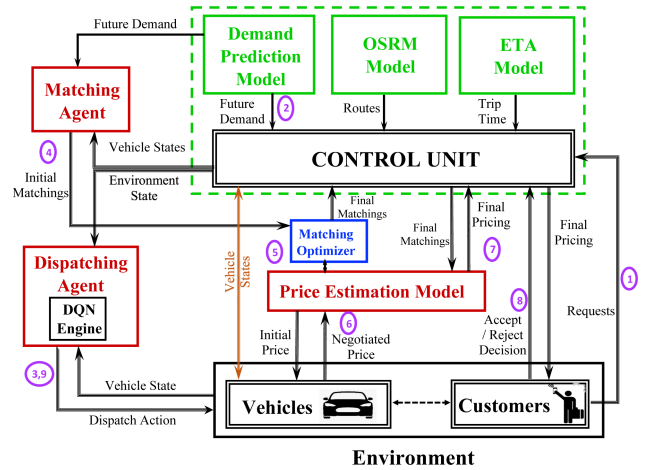 Future Demand
Demand
Prediction
Model
OSRM
Model
ETA
Model
Matching
Agent
Future
Demand
2
Routes
Trip
Time
4
Vehicle States
Initial
Matchings
Environment
State
CONTROL UNIT
Final
Matchings
Matching
Optimizer
5
Vehicle
States
Final
Matchings
Final
Pricing
7
Final
Pricing
1
Dispatching
Agent
DQN
Engine
Price Estimation Model
8
Requests
Initial
Price
6
Negotiated
Price
Accept
/ Reject
Decision
3,9
Vehicle State
Dispatch Action
Vehicles
Customers
Environment